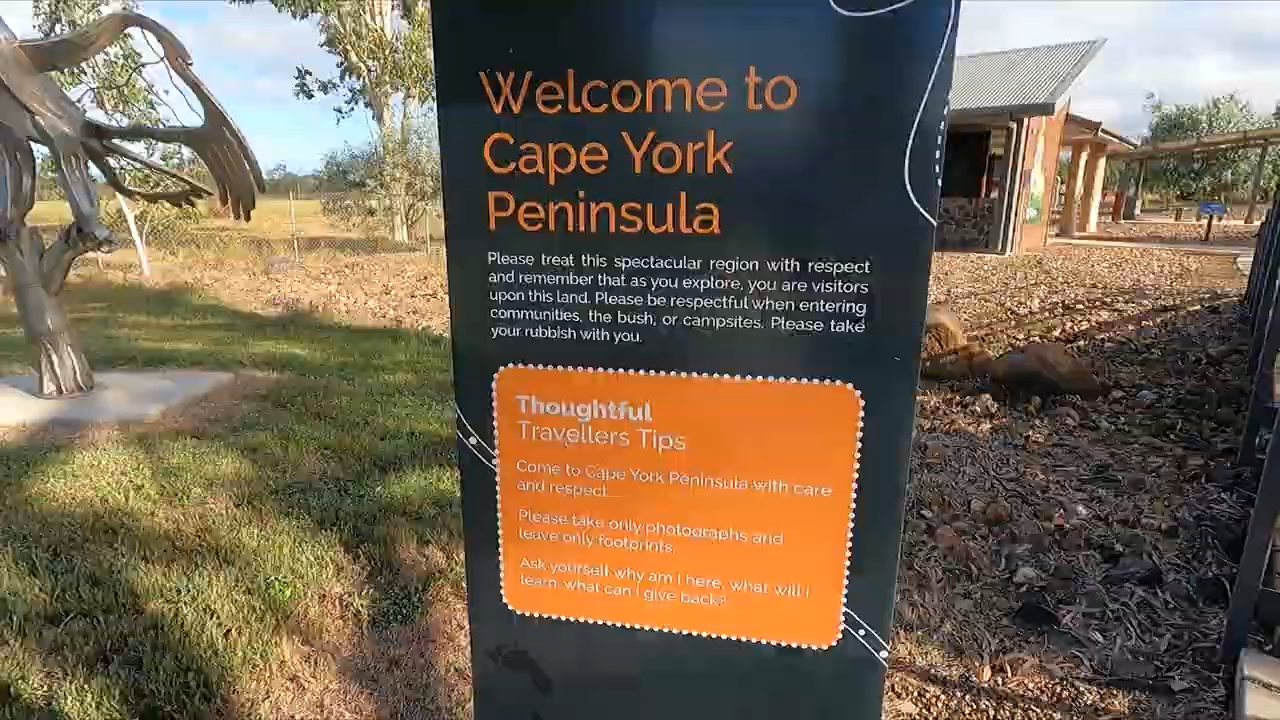 Welcome to
Cape York
Peninsula
Please treat this spectacular region with respect
and remember that as you explore, you are visitors
upon this land. Please be respectful when entering
communities, the bush, or campsites. Please take
your rubbish with you.
Thoughtful
Travellers Tips
Come to Cape York Peninsula with care
and respect....
Please take only photographs and
leave only footprints.
Ask yourself why am I here, what will I
learn, what can I give back?